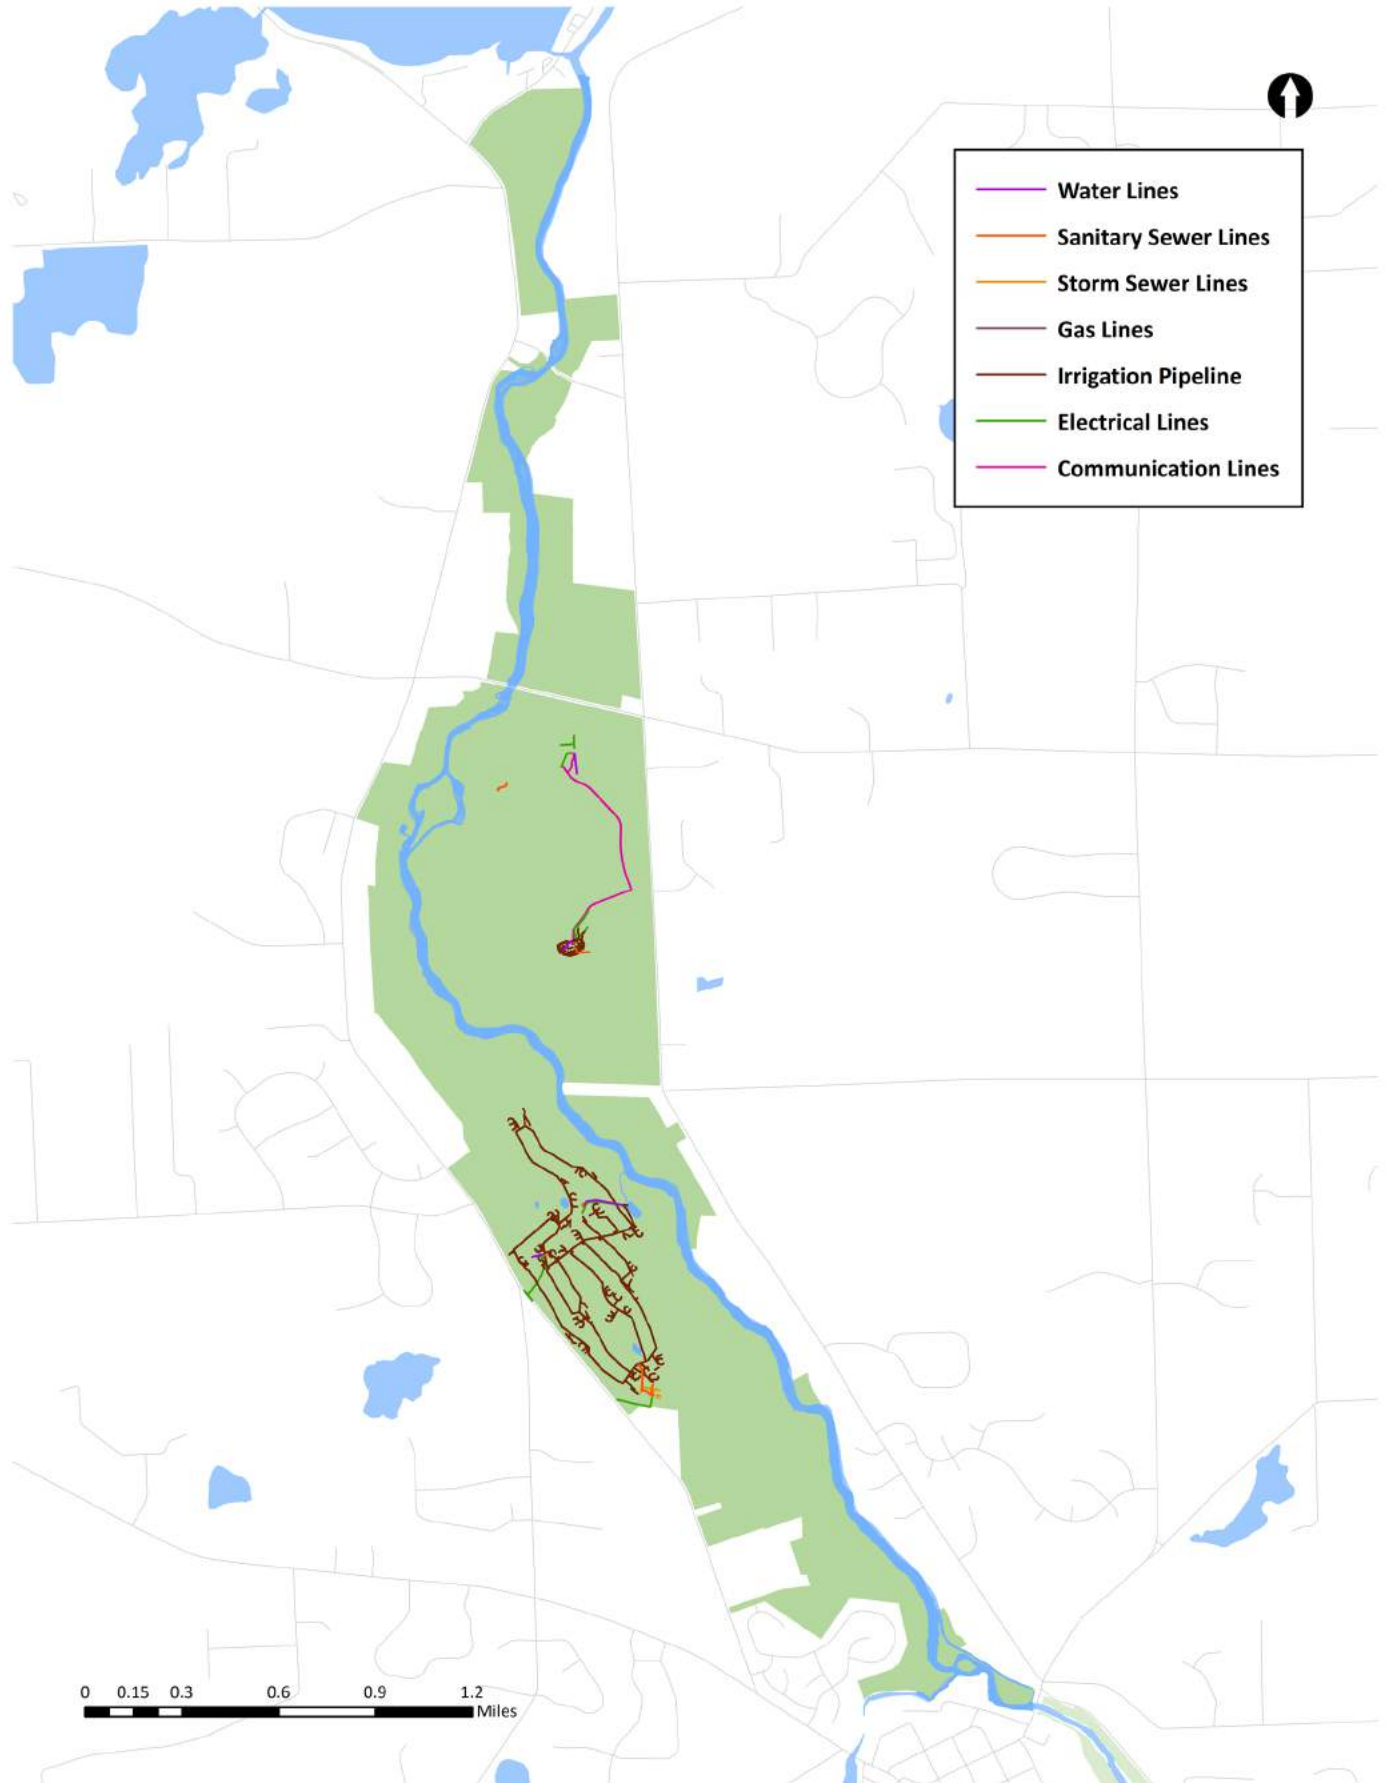 Water Lines
Sanitary Sewer Lines
Storm Sewer Lines
Gas Lines
Irrigation Pipeline
Electrical Lines
Communication Lines
0 0.15 0.3 0.6 0.9 1.2
Miles